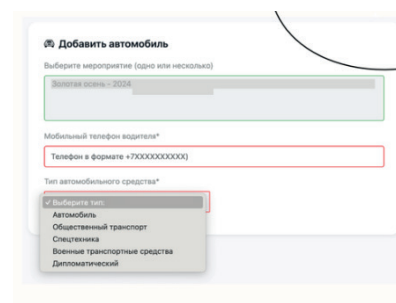 Добавить автомобиль
Выберите мероприятие (одно или несколько)
Золотая осень - 2024
Мобильный телефон водителя*
Телефон в формате +7XXXXXXXXXX)
Тип автомобильного средства*
✓ Выберите тип:
Автомобиль
Общественный транспорт
Спецтехника
Военные транспортные средства
Дипломатический